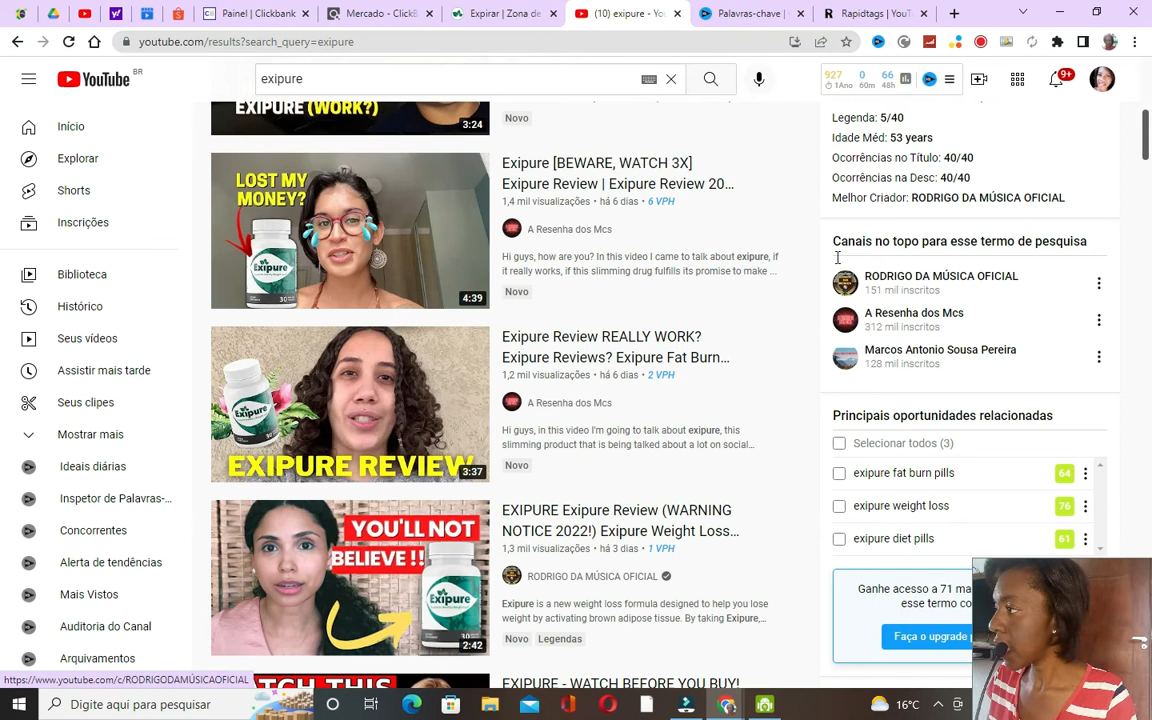 Painel | Clickbank
Mercado - ClickB
Expirar | Zona de
(10) exipure - You
Palavras-chave |
Rapidtags | YouT
youtube.com/results?search_query=exipure
YouTube BR
exipure
927 0 66
1Ano 60m 48h
9+
Início
Explorar
Shorts
Inscrições
Biblioteca
Histórico
Seus vídeos
Assistir mais tarde
Seus clipes
Mostrar mais
Ideais diárias
Inspetor de Palavras-...
Concorrentes
Alerta de tendências
Mais Vistos
Auditoria do Canal
Arquivamentos
https://www.youtube.com/c/RODRIGODAMÚSICAOFICIAL
EXIPURE (WORK?)
3:24
Novo
LOST MY
MONEY?
Exipure
4:39
Exipure [BEWARE, WATCH 3X]
Exipure Review | Exipure Review 20...
1,4 mil visualizações • há 6 dias • 6 VPH
A Resenha dos Mcs
Hi guys, how are you? In this video I came to talk about exipure, if
it really works, if this slimming drug fulfills its promise to make ...
Novo
Exipure
EXIPURE REVIEW
3:37
Exipure Review REALLY WORK?
Exipure Reviews? Exipure Fat Burn...
1,2 mil visualizações • há 6 dias • 2 VPH
A Resenha dos Mcs
Hi guys, in this video I'm going to talk about exipure, this
slimming product that is being talked about a lot on social...
Novo
YOU'LL NOT
BELIEVE !!
Exipure
2:42
EXIPURE Exipure Review (WARNING
NOTICE 2022!) Exipure Weight Loss...
1,3 mil visualizações • há 3 dias • 1 VPH
RODRIGO DA MÚSICA OFICIAL
Exipure is a new weight loss formula designed to help you lose
weight by activating brown adipose tissue. By taking Exipure,...
Novo Legendas
EXIPURE - WATCH BEFORE YOU BUY!
Legenda: 5/40
Idade Méd: 53 years
Ocorrências no Título: 40/40
Ocorrências na Desc: 40/40
Melhor Criador: RODRIGO DA MÚSICA OFICIAL
Canais no topo para esse termo de pesquisa
RODRIGO DA MÚSICA OFICIAL
151 mil inscritos
A Resenha dos Mcs
312 mil inscritos
Marcos Antonio Sousa Pereira
128 mil inscritos
Principais oportunidades relacionadas
Selecionar todos (3)
exipure fat burn pills 64
exipure weight loss 76
exipure diet pills 61
Ganhe acesso a 71 ma
esse termo co
Faça o upgrade p
Digite aqui para pesquisar
16°C